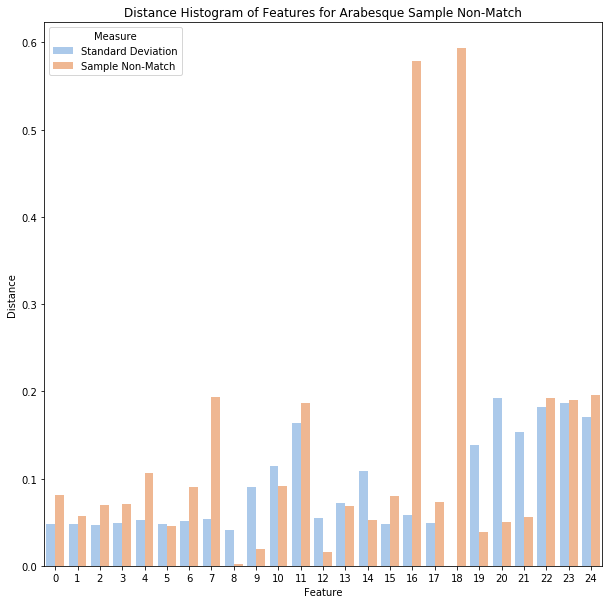 Distance Histogram of Features for Arabesque Sample Non-Match
Measure
Standard Deviation
Sample Non-Match
0.6
0.5
0.4
0.3
0.2
0.1
0.0
Distance
0 1 2 3 4 5 6 7 8 9 10 11 12 13 14 15 16 17 18 19 20 21 22 23 24
Feature